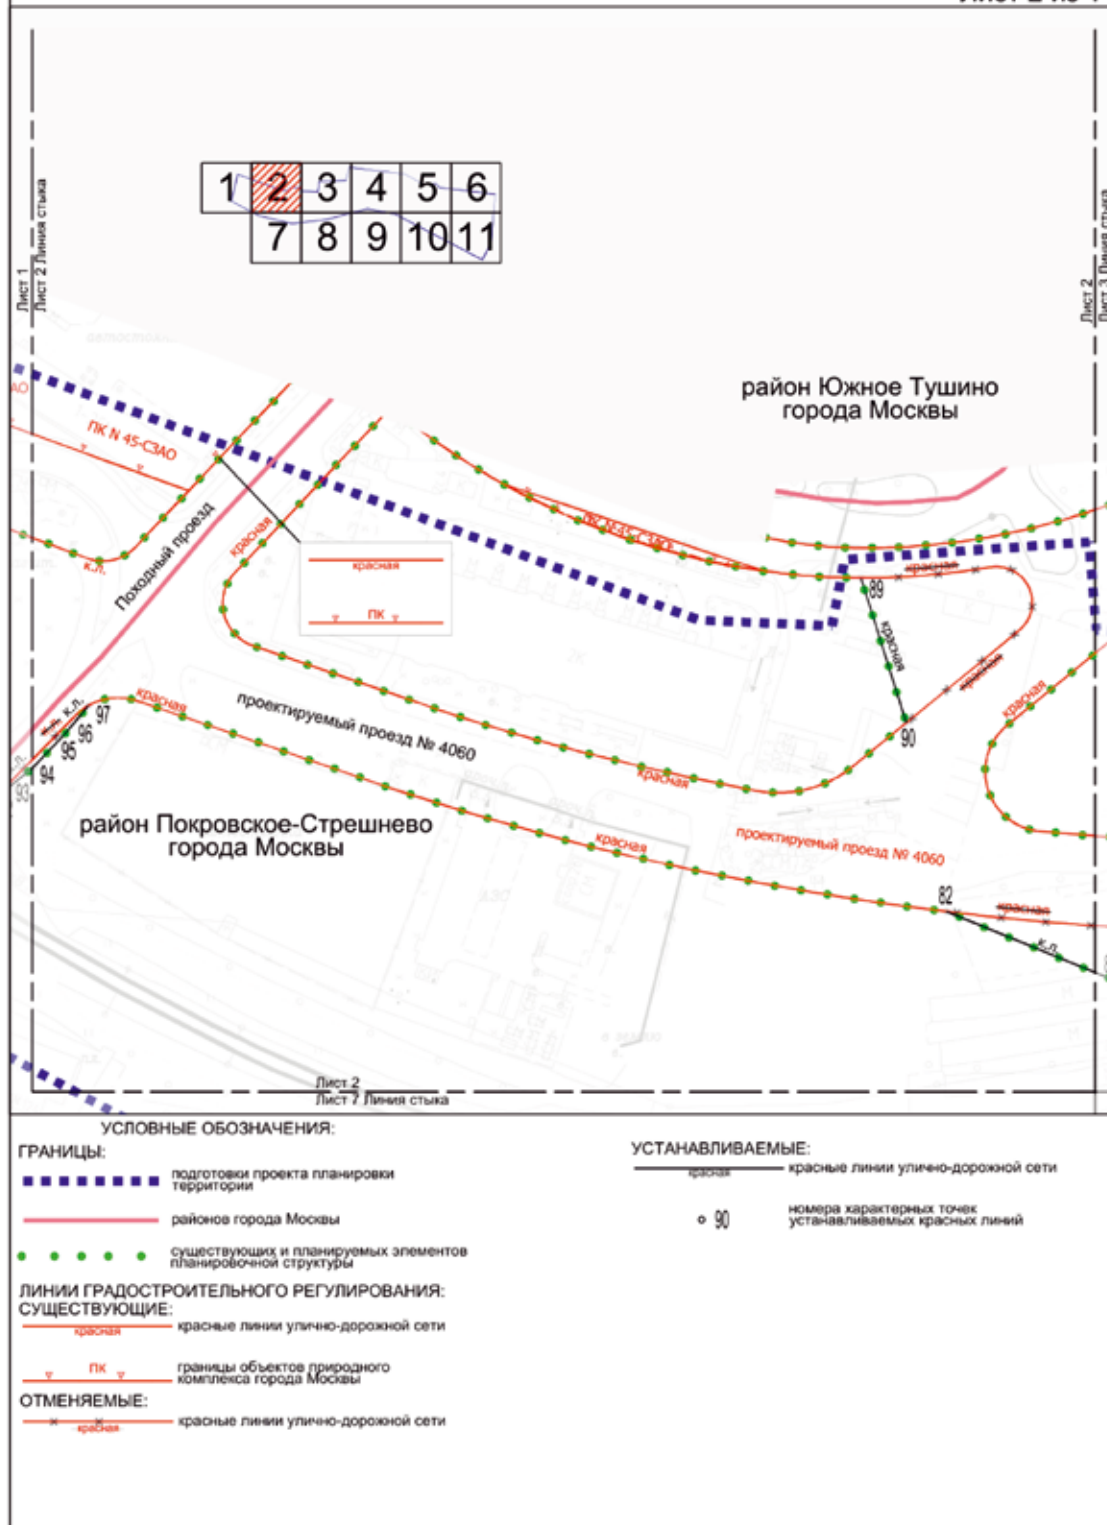 1 2 3 4 5 6
7 8 9 10 11
Лист 1
Лист 2 Линия стыка
Лист 2
Лист 3 Линия стыка
район Южное Тушино
города Москвы
ПК N 45-СЗАО
Походный проезд
к.л.
красная
красная
ПК
ПК N 45-СЗАО
красная
89
красная
красная
90
красная
к.л. к.л.
97
96
95
94
93
красная
проектируемый проезд № 4060
красная
красная
проектируемый проезд № 4060
район Покровское-Стрешнево
города Москвы
82
красная
к.л.
Лист 2
Лист 7 Линия стыка
УСЛОВНЫЕ ОБОЗНАЧЕНИЯ:
ГРАНИЦЫ:
подготовки проекта планировки
территории
районов города Москвы
существующих и планируемых элементов
планировочной структуры
ЛИНИИ ГРАДОСТРОИТЕЛЬНОГО РЕГУЛИРОВАНИЯ:
СУЩЕСТВУЮЩИЕ:
красная
красные линии улично-дорожной сети
ПК
границы объектов природного
комплекса города Москвы
ОТМЕНЯЕМЫЕ:
красная
красные линии улично-дорожной сети
УСТАНАВЛИВАЕМЫЕ:
красная
красные линии улично-дорожной сети
90
номера характерных точек
устанавливаемых красных линий